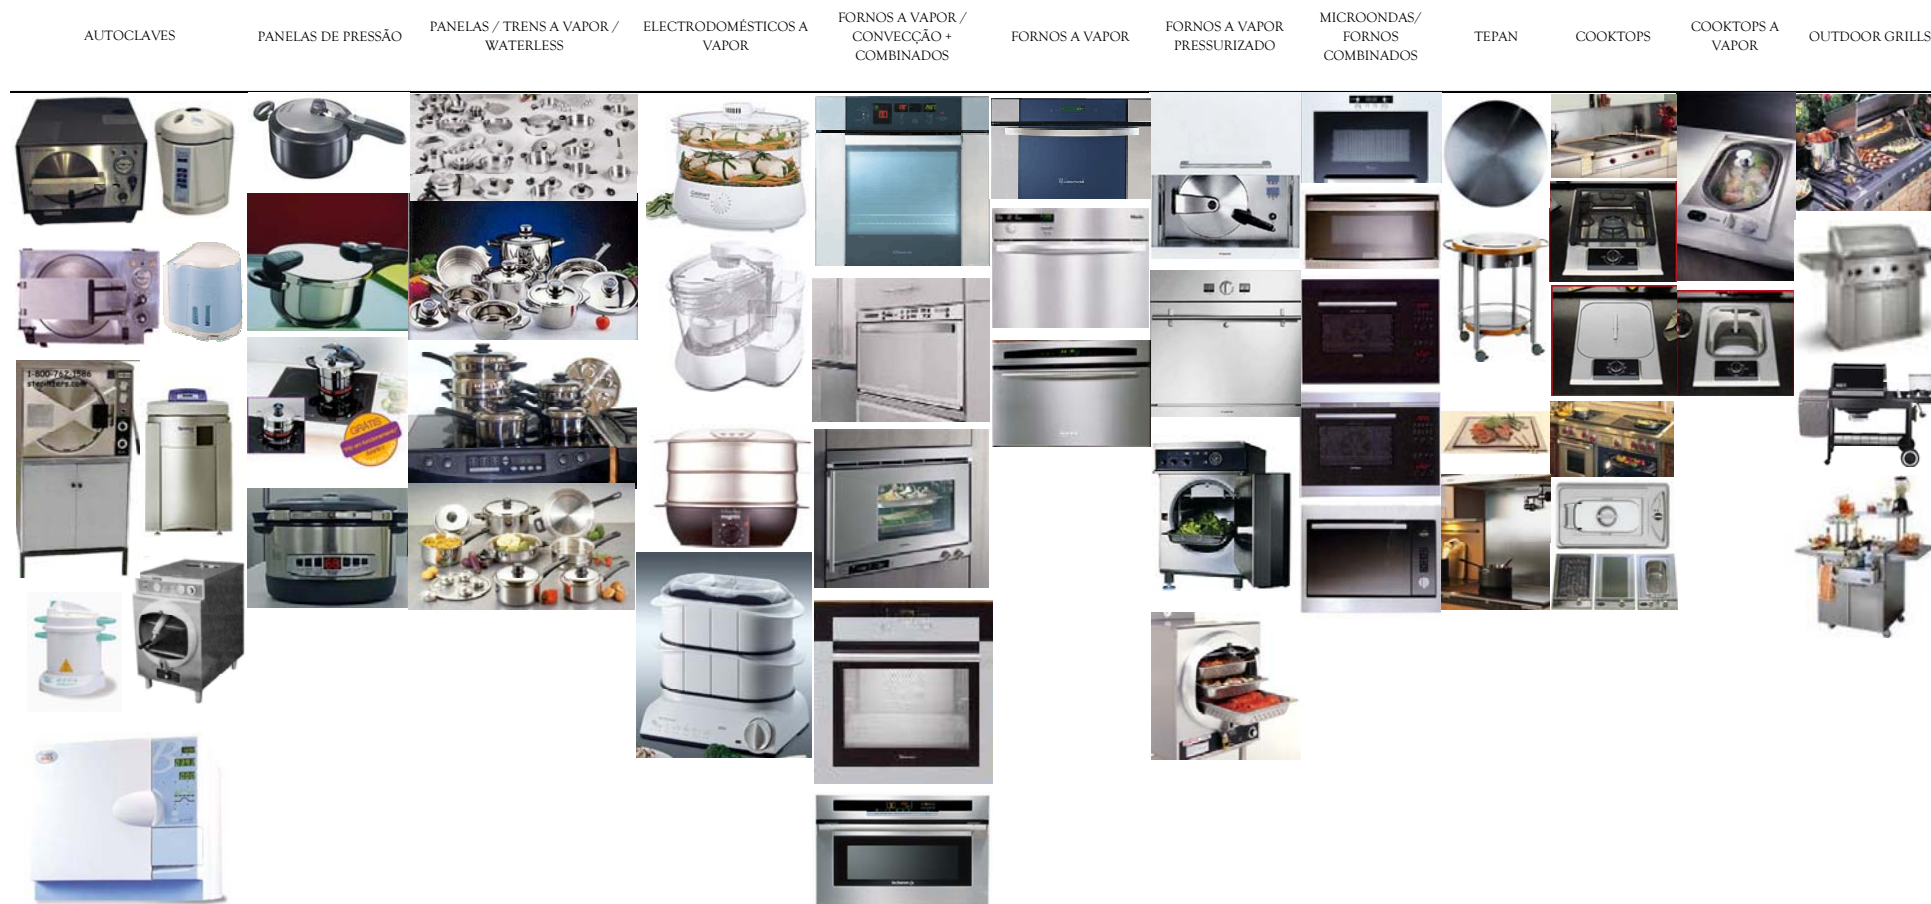 AUTOCLAVES
PANELAS DE PRESSÃO
PANELAS / TRENS A VAPOR /
WATERLESS
ELECTRODOMÉSTICOS A
VAPOR
FORNOS A VAPOR /
CONVECÇÃO +
COMBINADOS
FORNOS A VAPOR
FORNOS A VAPOR
PRESSURIZADO
MICROONDAS/
FORNOS
COMBINADOS
TEPAN
COOKTOPS
COOKTOPS A
VAPOR
OUTDOOR GRILLS
1-800-762-1586
GRÁTIS